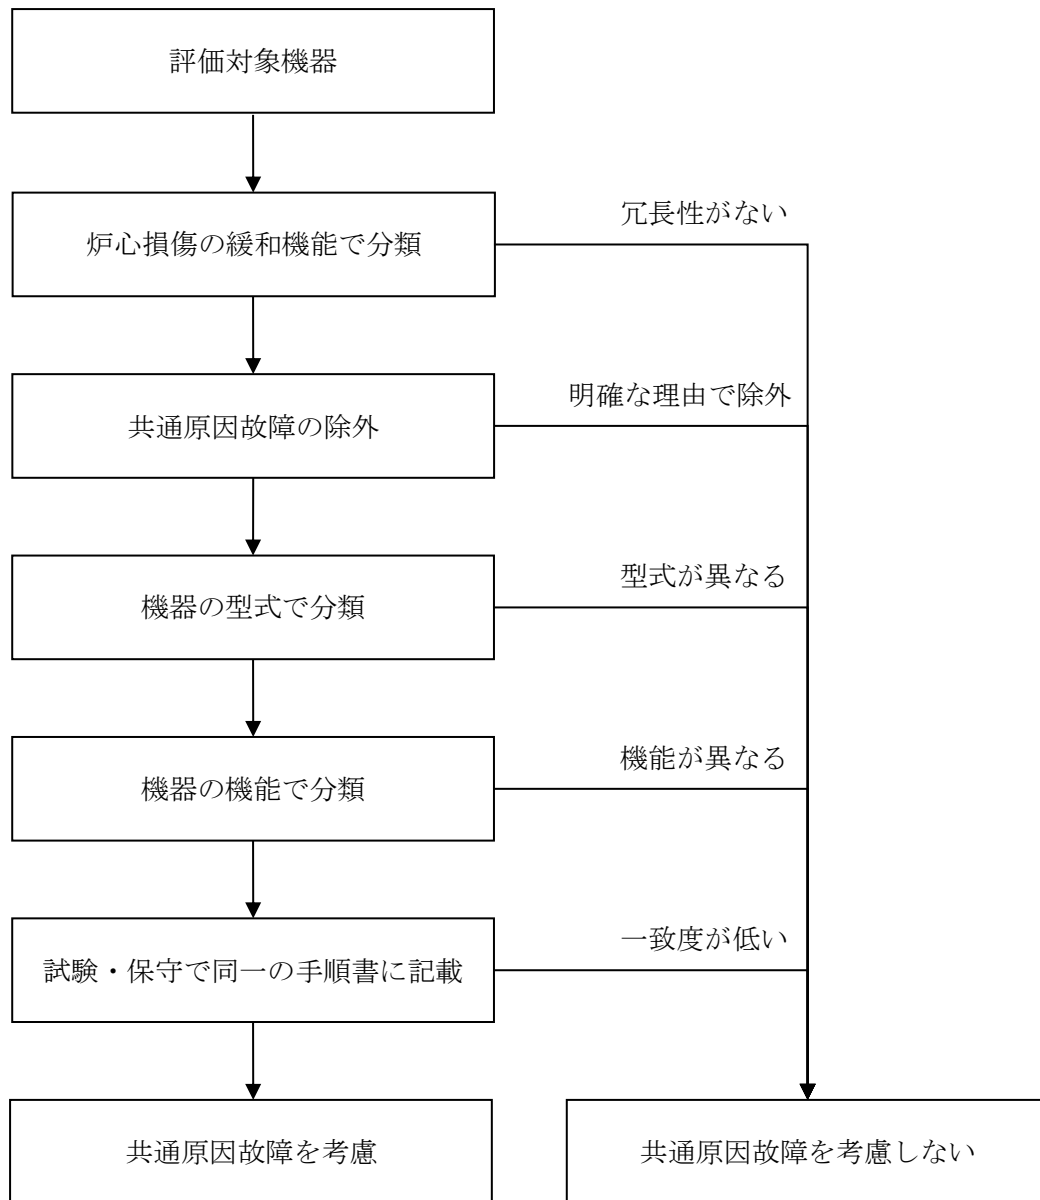 評価対象機器
炉心損傷の緩和機能で分類
冗長性がない
共通原因故障の除外
明確な理由で除外
機器の型式で分類
型式が異なる
機器の機能で分類
機能が異なる
試験・保守で同一の手順書に記載
一致度が低い
共通原因故障を考慮
共通原因故障を考慮しない